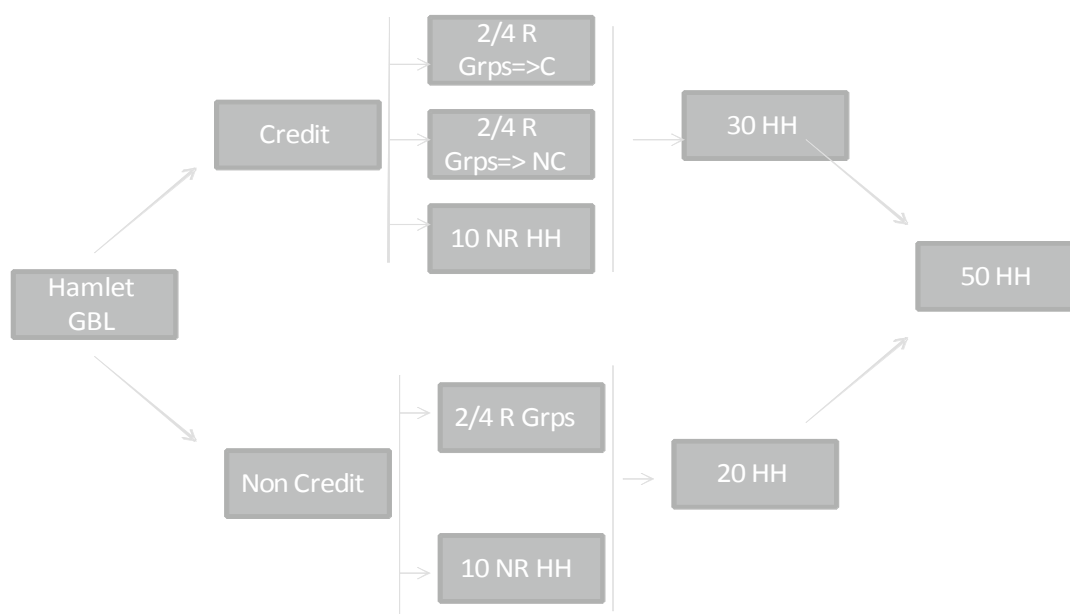 Hamlet
GBL
Credit
2/4 R
Grps=>C
2/4 R
Grps=> NC
10 NR HH
30 HH
Non Credit
2/4 R Grps
10 NR HH
20 HH
50 HH